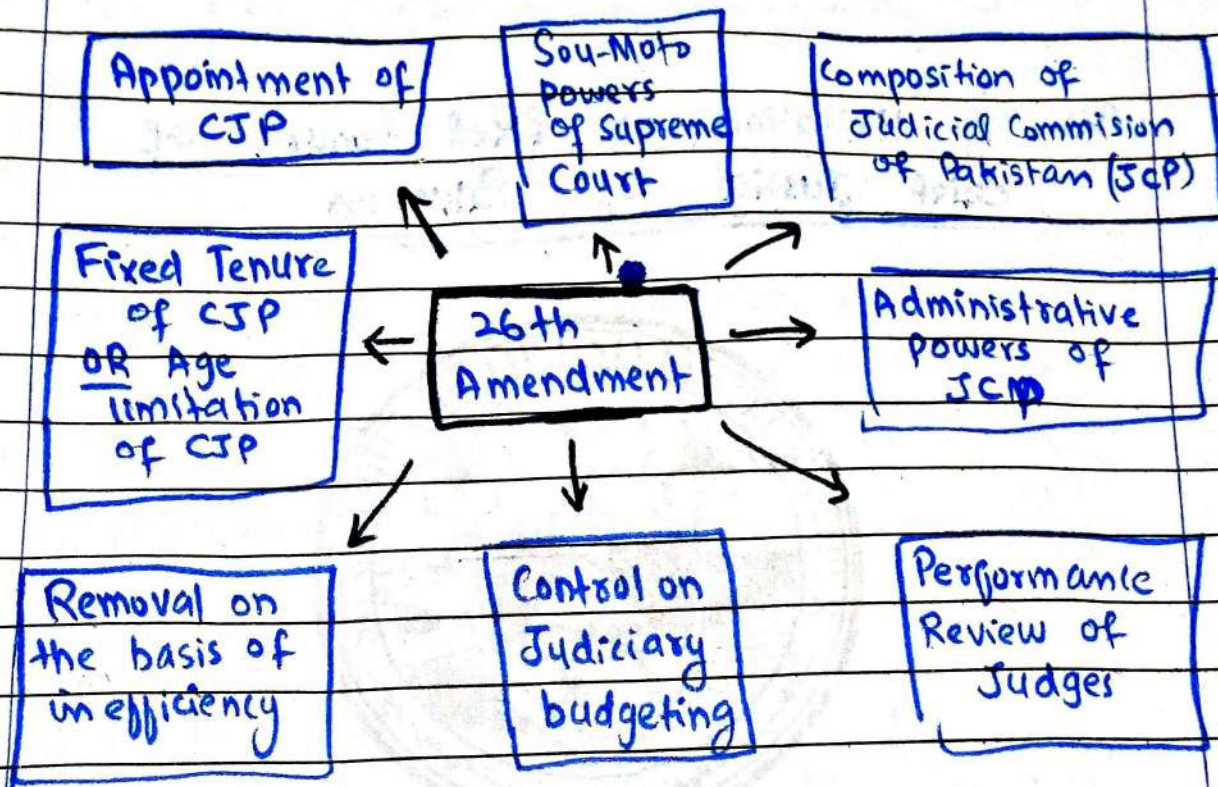 Appointment of
CJP
Sou-Moto
powers
of supreme
Court
Composition of
Judicial Commision
of Pakistan (JCP)
Fixed Tenure
of CJP
OR Age
limitation
of CJP
26th
Amendment
Administrative
powers of
JCP
Removal on
the basis of
inefficiency
Control on
Judiciary
budgeting
Performance
Review of
Judges